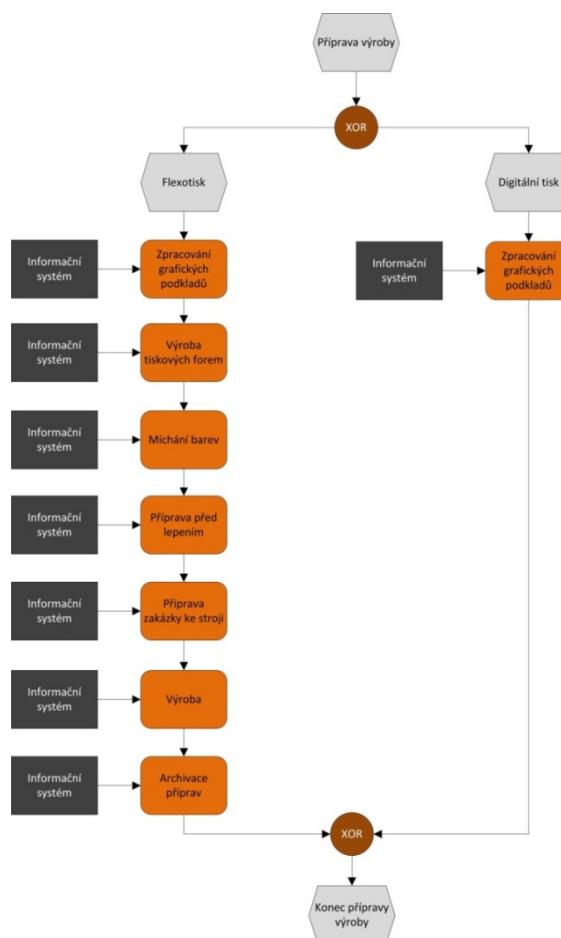 Příprava výroby
XOR
Flexotisk
Digitální tisk
Informační
systém
Zpracování
grafických
podkladů
Informační
systém
Zpracování
grafických
podkladů
Informační
systém
Výroba
tiskových forem
Informační
systém
Míchání barev
Informační
systém
Příprava před
lepením
Informační
systém
Příprava
zakázky ke stroji
Informační
systém
Výroba
Informační
systém
Archivace
příprav
XOR
Konec přípravy
výroby